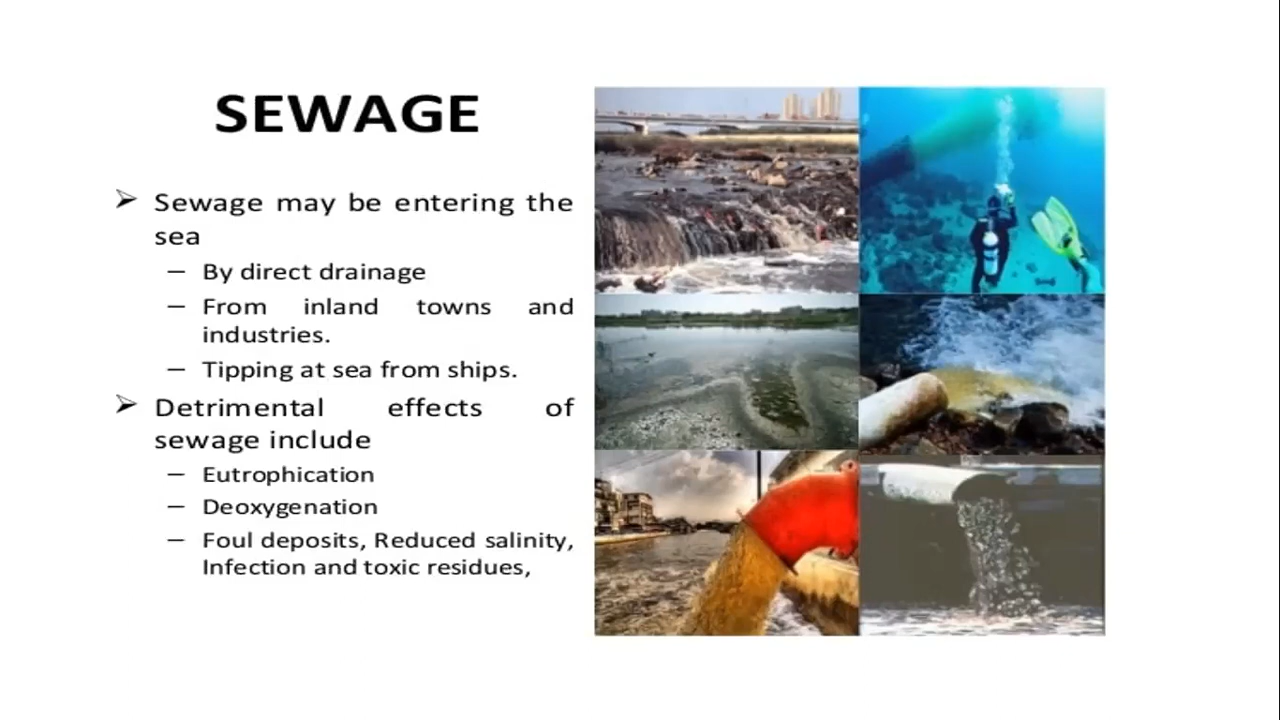 SEWAGE
➢ Sewage may be entering the
sea
– By direct drainage
– From inland towns and
industries.
– Tipping at sea from ships.
➢ Detrimental effects of
sewage include
– Eutrophication
– Deoxygenation
– Foul deposits, Reduced salinity,
Infection and toxic residues,